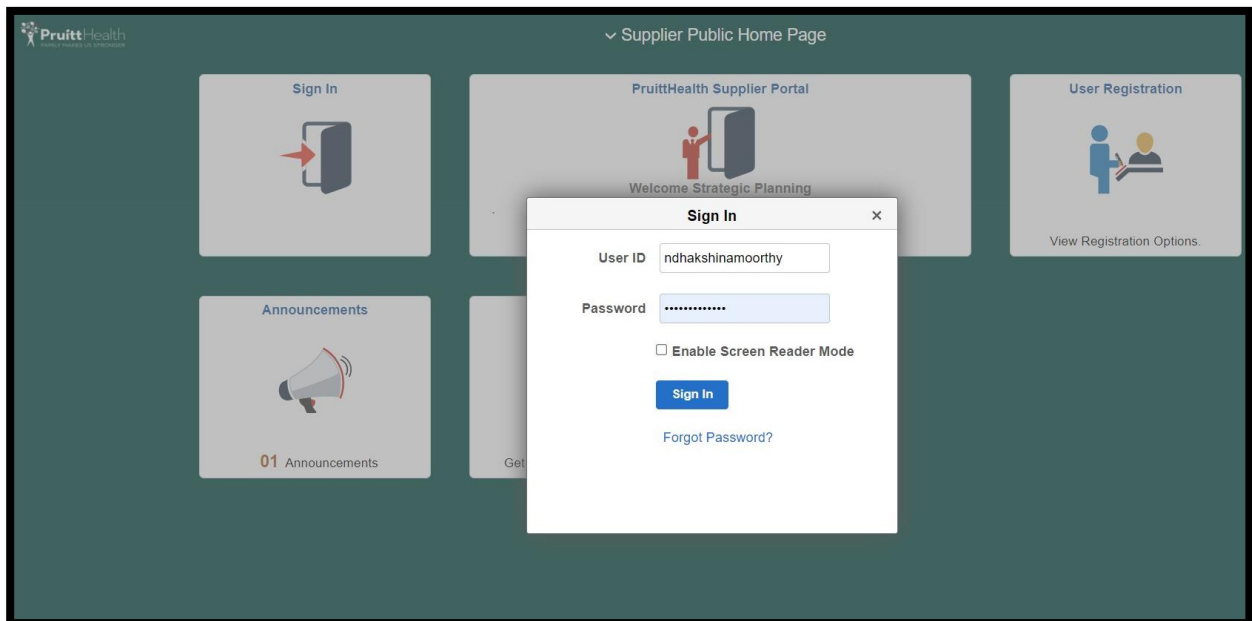 PruittHealth
FAMILY MAKES US STRONGER
Supplier Public Home Page
Sign In
PruittHealth Supplier Portal
User Registration
Welcome Strategic Planning
View Registration Options.
Sign In
User ID ndhakshinamoorthy
Password •••••••••••••
Enable Screen Reader Mode
Sign In
Forgot Password?
Announcements
01 Announcements
Get